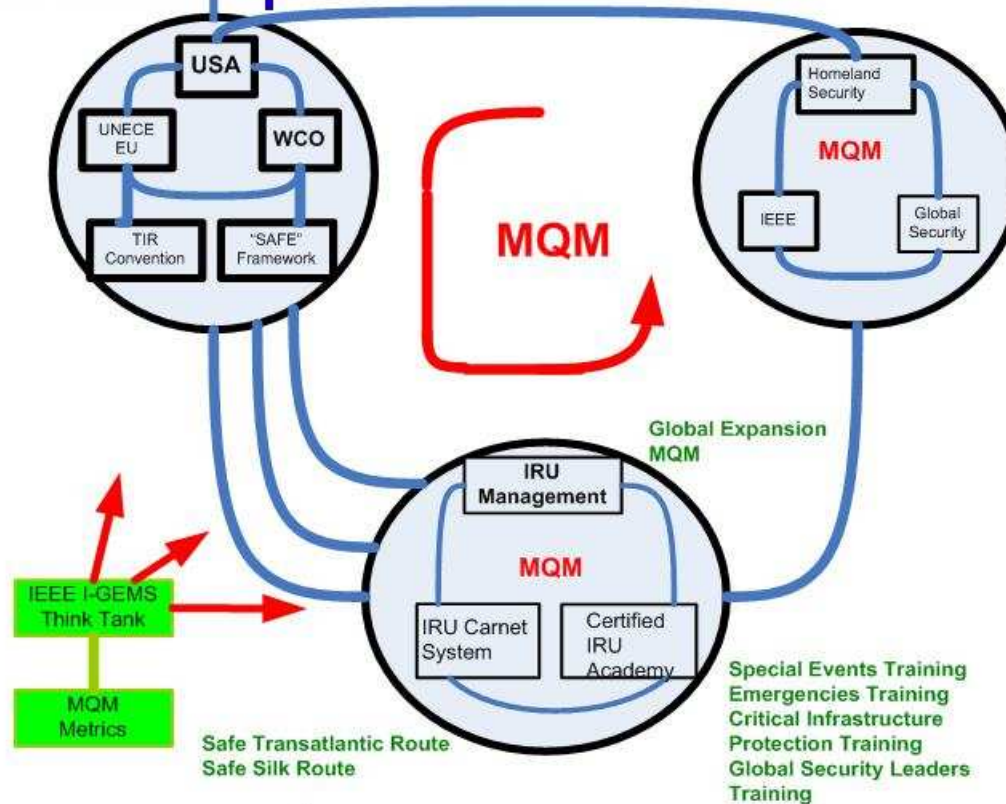 USA
UNECE
EU
WCO
TIR
Convention
"SAFE"
Framework
MQM
Homeland
Security
MQM
IEEE
Global
Security
Global Expansion
MQM
IRU
Management
MQM
IRU Carnet
System
Certified
IRU
Academy
IEEE I-GEMS
Think Tank
MQM
Metrics
Safe Transatlantic Route
Safe Silk Route
Special Events Training
Emergencies Training
Critical Infrastructure
Protection Training
Global Security Leaders
Training